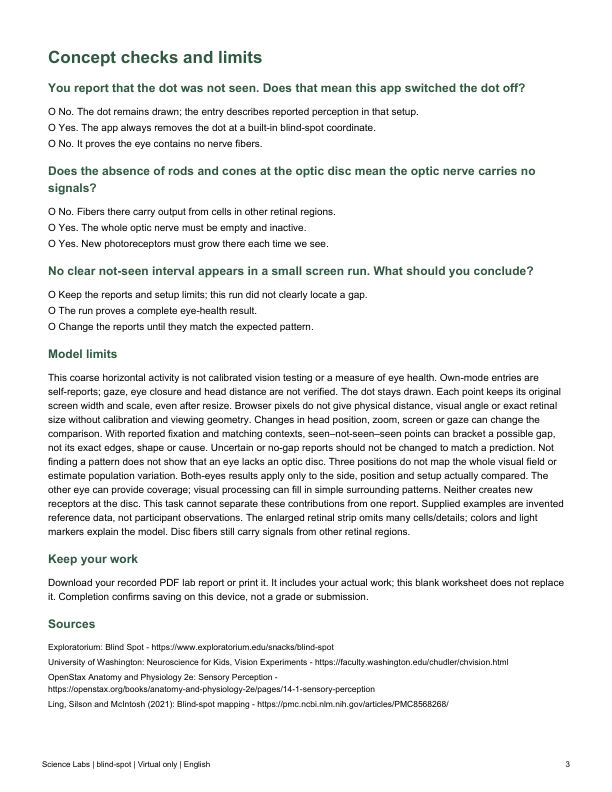 Concept checks and limits
You report that the dot was not seen. Does that mean this app switched the dot off?
O No. The dot remains drawn; the entry describes reported perception in that setup.
O Yes. The app always removes the dot at a built-in blind-spot coordinate.
O No. It proves the eye contains no nerve fibers.
Does the absence of rods and cones at the optic disc mean the optic nerve carries no
signals?
O No. Fibers there carry output from cells in other retinal regions.
O Yes. The whole optic nerve must be empty and inactive.
O Yes. New photoreceptors must grow there each time we see.
No clear not-seen interval appears in a small screen run. What should you conclude?
O Keep the reports and setup limits; this run did not clearly locate a gap.
O The run proves a complete eye-health result.
O Change the reports until they match the expected pattern.
Model limits
This coarse horizontal activity is not calibrated vision testing or a measure of eye health. Own-mode entries are
self-reports; gaze, eye closure and head distance are not verified. The dot stays drawn. Each point keeps its original
screen width and scale, even after resize. Browser pixels do not give physical distance, visual angle or exact retinal
size without calibration and viewing geometry. Changes in head position, zoom, screen or gaze can change the
comparison. With reported fixation and matching contexts, seen–not-seen–seen points can bracket a possible gap,
not its exact edges, shape or cause. Uncertain or no-gap reports should not be changed to match a prediction. Not
finding a pattern does not show that an eye lacks an optic disc. Three positions do not map the whole visual field or
estimate population variation. Both-eyes results apply only to the side, position and setup actually compared. The
other eye can provide coverage; visual processing can fill in simple surrounding patterns. Neither creates new
receptors at the disc. This task cannot separate these contributions from one report. Supplied examples are invented
reference data, not participant observations. The enlarged retinal strip omits many cells/details; colors and light
markers explain the model. Disc fibers still carry signals from other retinal regions.
Keep your work
Download your recorded PDF lab report or print it. It includes your actual work; this blank worksheet does not replace
it. Completion confirms saving on this device, not a grade or submission.
Sources
Exploratorium: Blind Spot - https://www.exploratorium.edu/snacks/blind-spot
University of Washington: Neuroscience for Kids, Vision Experiments - https://faculty.washington.edu/chudler/chvision.html
OpenStax Anatomy and Physiology 2e: Sensory Perception -
https://openstax.org/books/anatomy-and-physiology-2e/pages/14-1-sensory-perception
Ling, Silson and McIntosh (2021): Blind-spot mapping - https://pmc.ncbi.nlm.nih.gov/articles/PMC8568268/
Science Labs | blind-spot | Virtual only | English
3